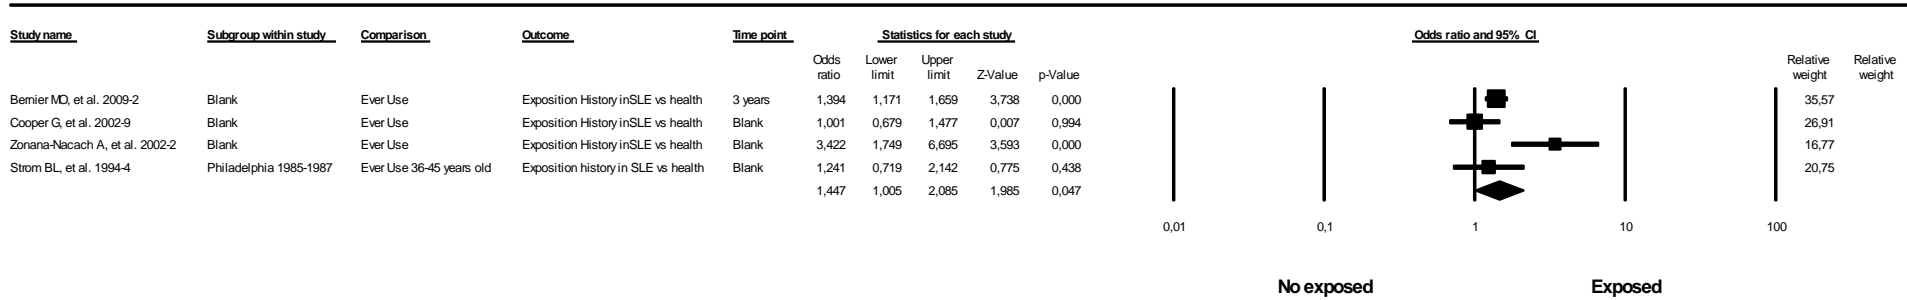 Study name Subgroup within study Comparison Outcome Time point Statistics for each study Odds ratio and 95% CI
Odds ratio Lower limit Upper limit Z-Value p-Value Relative weight Relative weight
Bernier MO, et al. 2009-2 Blank Ever Use Exposition History inSLE vs health 3 years 1,394 1,171 1,659 3,738 0,000 35,57
Cooper G, et al. 2002-9 Blank Ever Use Exposition History inSLE vs health Blank 1,001 0,679 1,477 0,007 0,994 26,91
Zonana-Nacach A, et al. 2002-2 Blank Ever Use Exposition History inSLE vs health Blank 3,422 1,749 6,695 3,593 0,000 16,77
Strom BL, et al. 1994-4 Philadelphia 1985-1987 Ever Use 36-45 years old Exposition history in SLE vs health Blank 1,241 0,719 2,142 0,775 0,438 20,75
1,447 1,005 2,085 1,985 0,047
0,01 0,1 1 10 100
No exposed Exposed